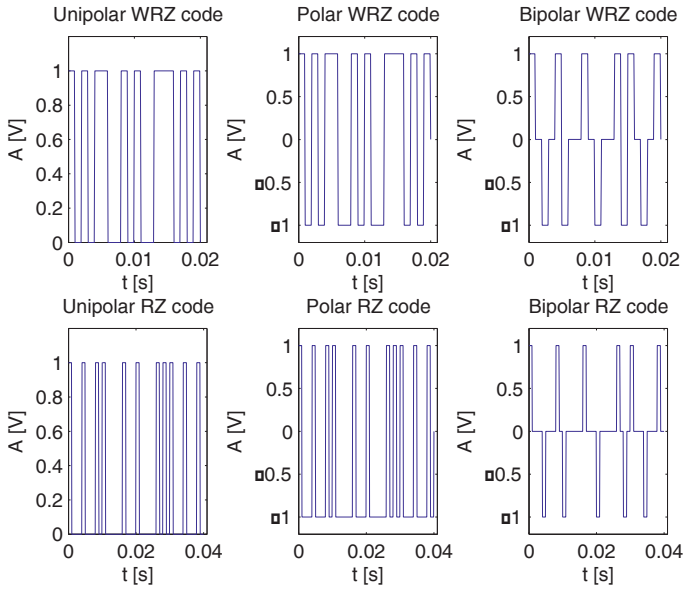 Unipolar WRZ code
Polar WRZ code
Bipolar WRZ code
A [V]
1
0.8
0.6
0.4
0.2
0
0
0.01
0.02
t [s]
A [V]
1
0
▯0.5
▯1
0
0.01
0.02
t [s]
A [V]
1
0
▯0.5
▯1
0
0.01
0.02
t [s]
Unipolar RZ code
Polar RZ code
Bipolar RZ code
A [V]
1
0.8
0.6
0.4
0.2
0
0
0.02
0.04
t [s]
A [V]
1
0
▯0.5
▯1
0
0.02
0.04
t [s]
A [V]
1
0
▯0.5
▯1
0
0.02
0.04
t [s]